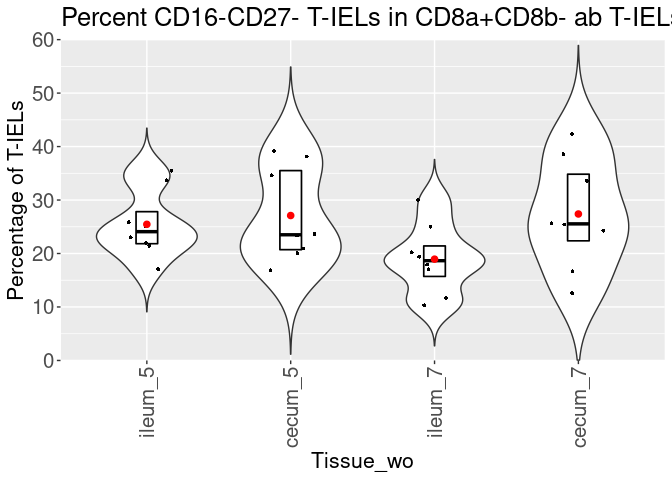 Percent CD16-CD27- T-IELs in CD8a+CD8b- ab T-IELs
Percentage of T-IELs
60
50
40
30
20
10
0
ileum_5
cecum_5
ileum_7
cecum_7
Tissue_wo